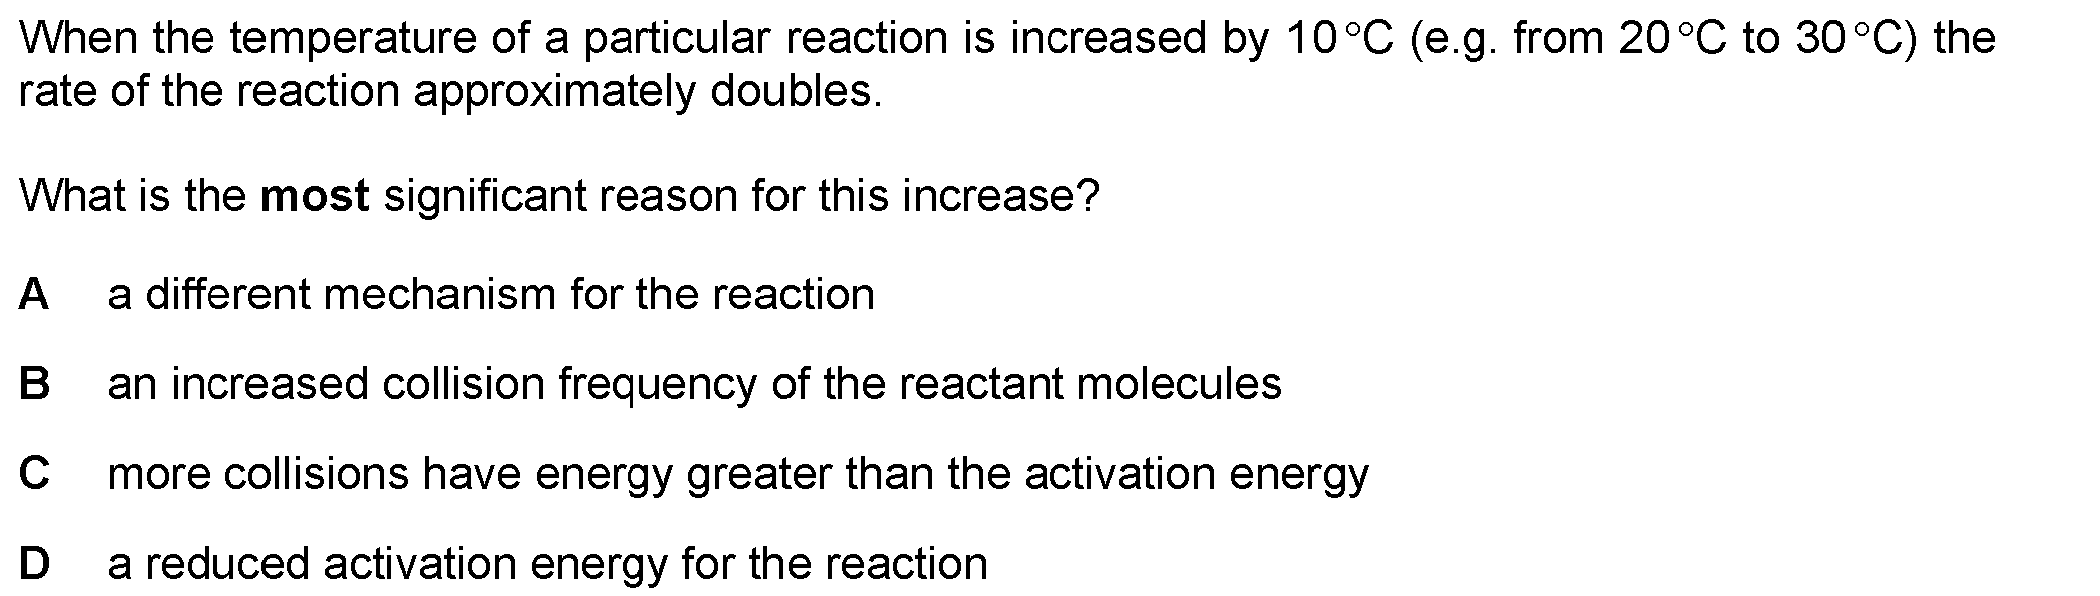 When the temperature of a particular reaction is increased by 10 °C (e.g. from 20 °C to 30 °C) the
rate of the reaction approximately doubles.
What is the most significant reason for this increase?
A a different mechanism for the reaction
B an increased collision frequency of the reactant molecules
C more collisions have energy greater than the activation energy
D a reduced activation energy for the reaction